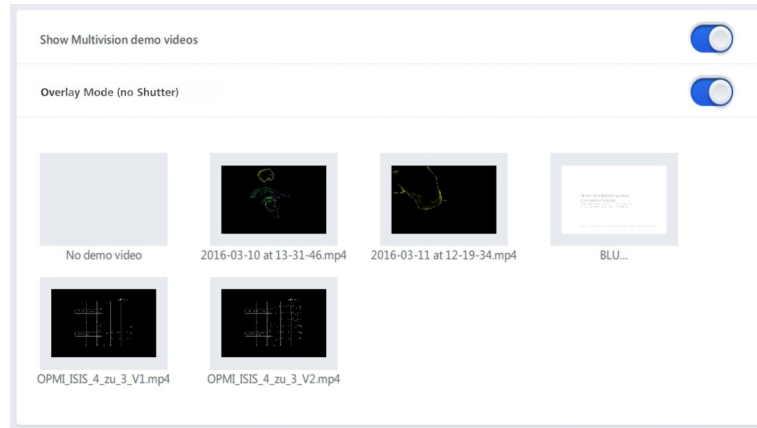 Show Multivision demo videos
Overlay Mode (no Shutter)
No demo video
2016-03-10 at 13-31-46.mp4
2016-03-11 at 12-19-34.mp4
BLU...
OPMI_ISIS_4_zu_3_V1.mp4
OPMI_ISIS_4_zu_3_V2.mp4